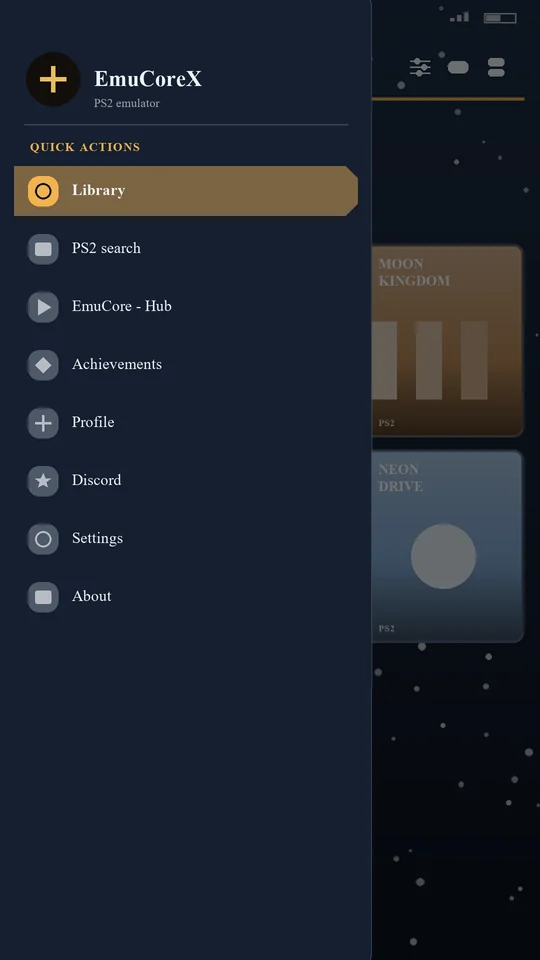 EmuCoreX
PS2 emulator
QUICK ACTIONS
Library
PS2 search
EmuCore - Hub
Achievements
Profile
Discord
Settings
About
MOON
KINGDOM
PS2
NEON
DRIVE
PS2